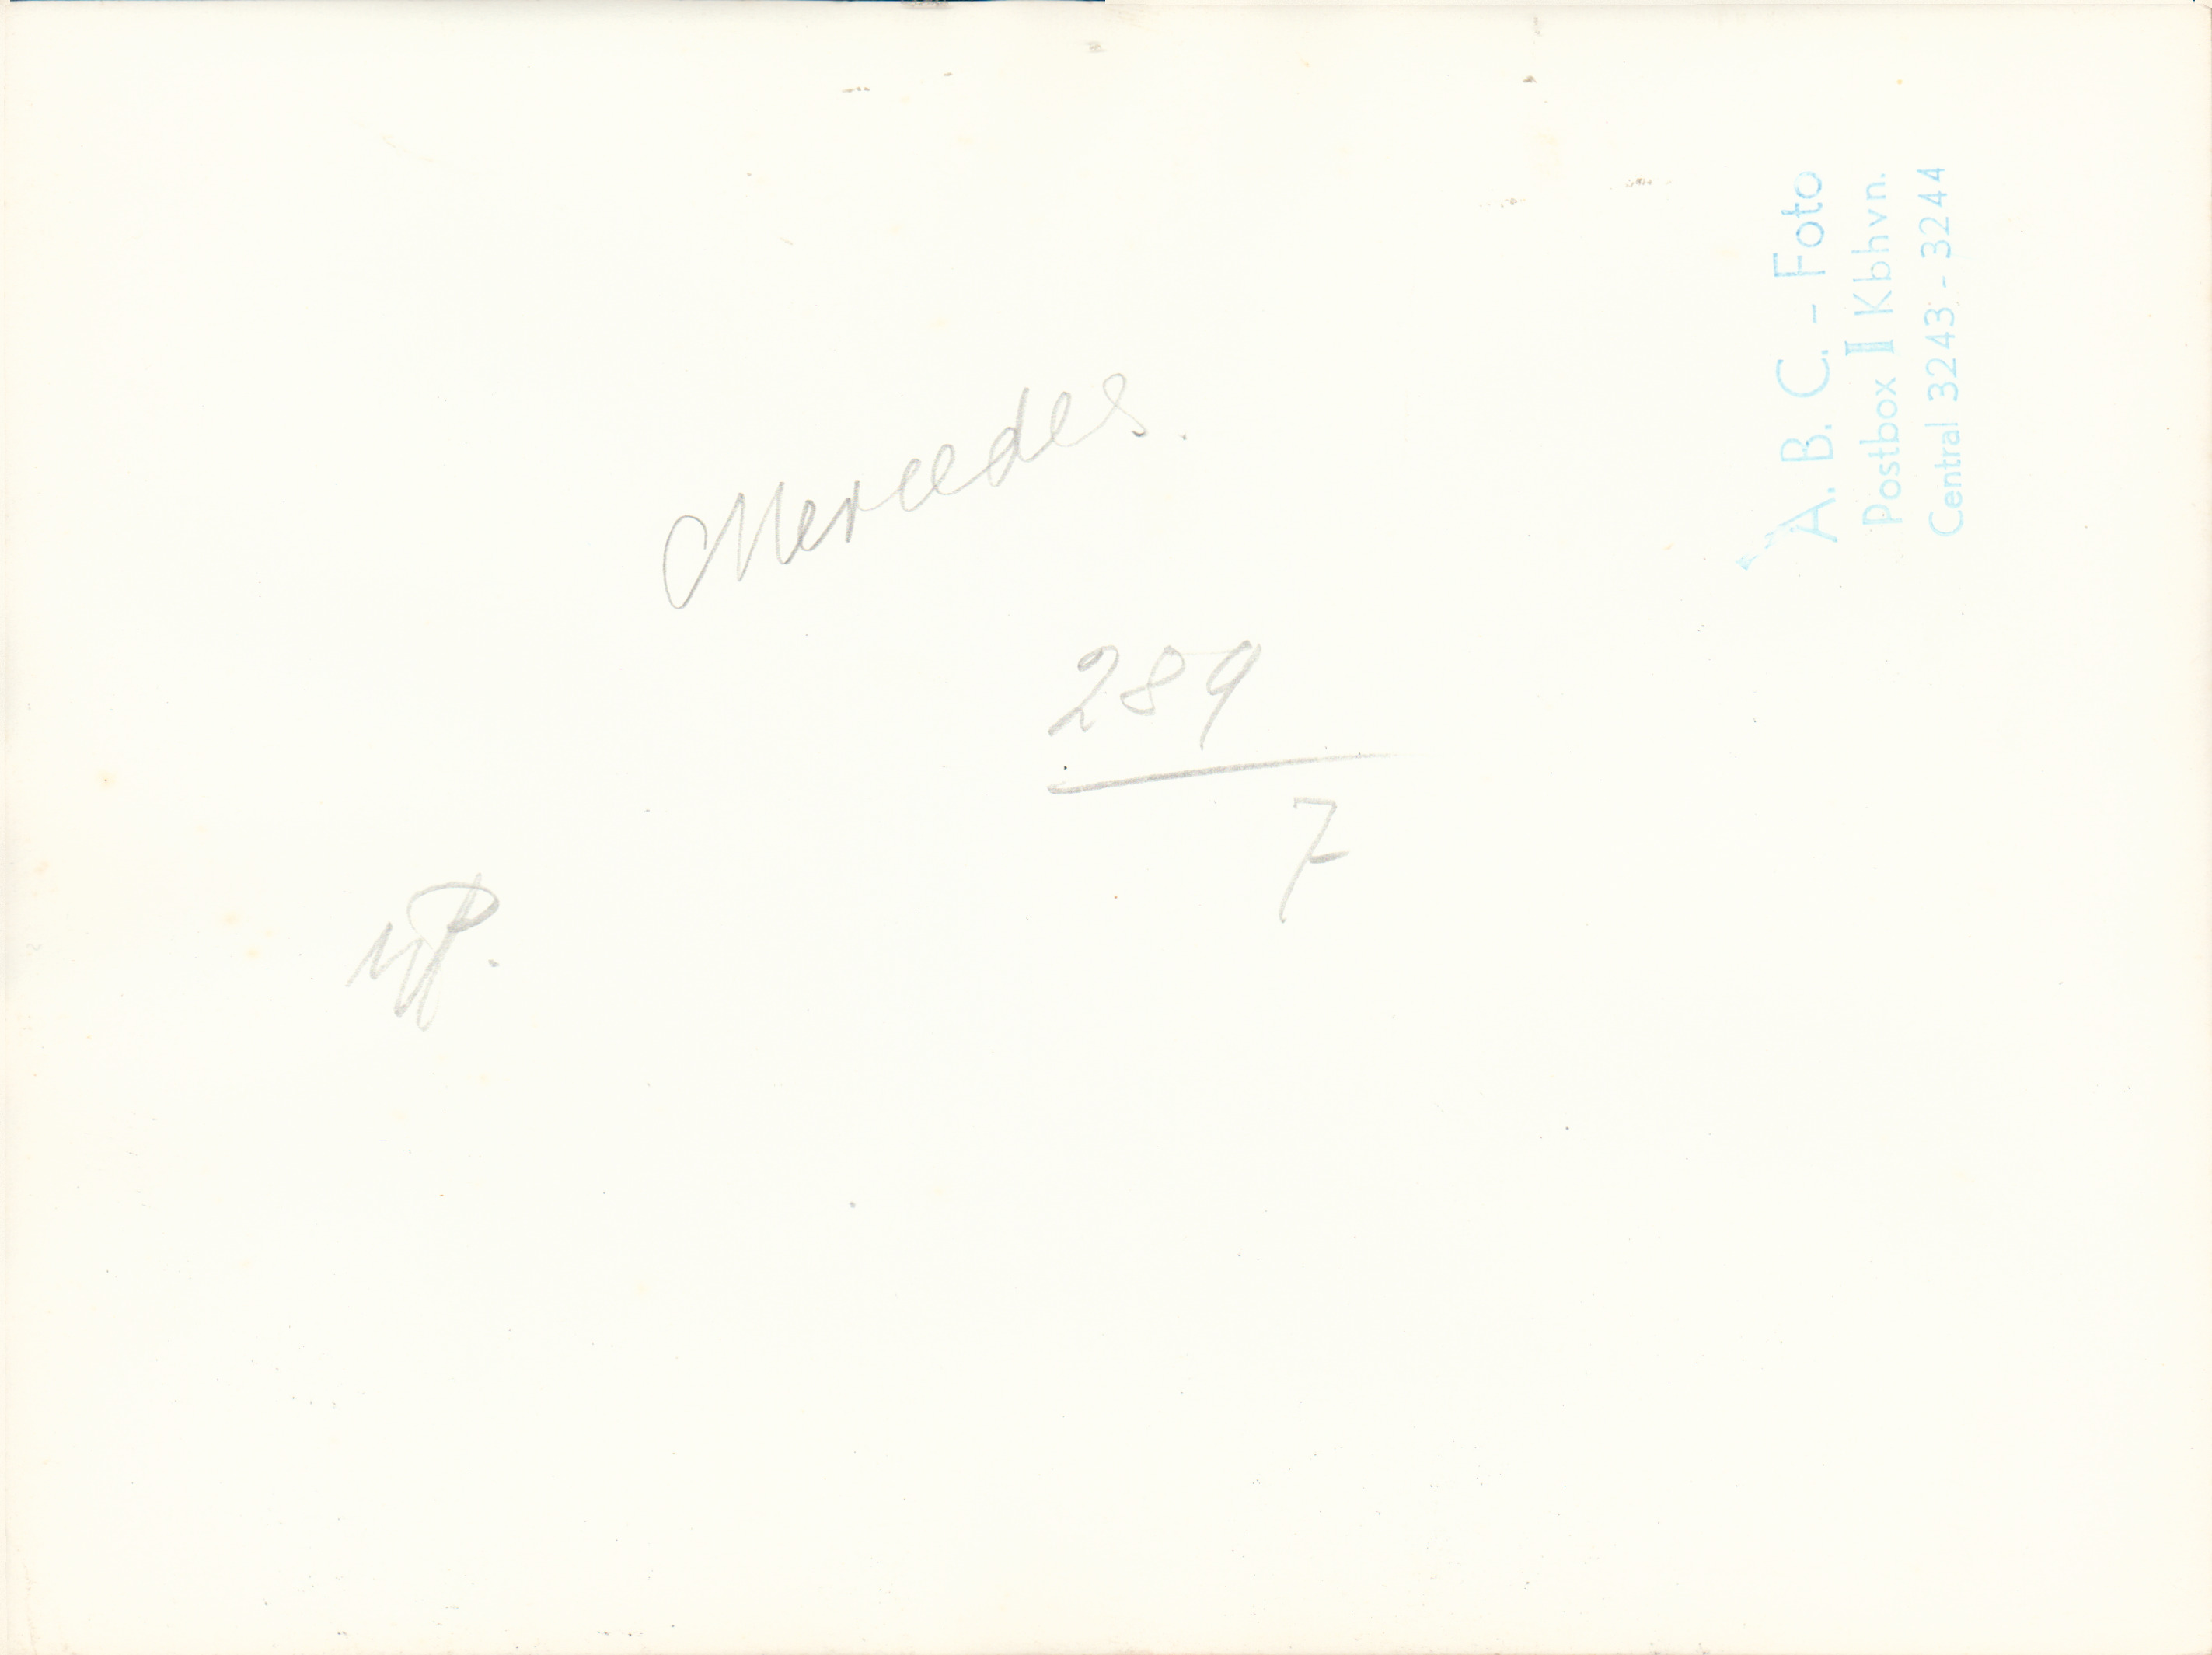 Mercedes.
289
7
A. B. C. - Foto
Postbox II Kbhvn.
Central 3243 - 3244